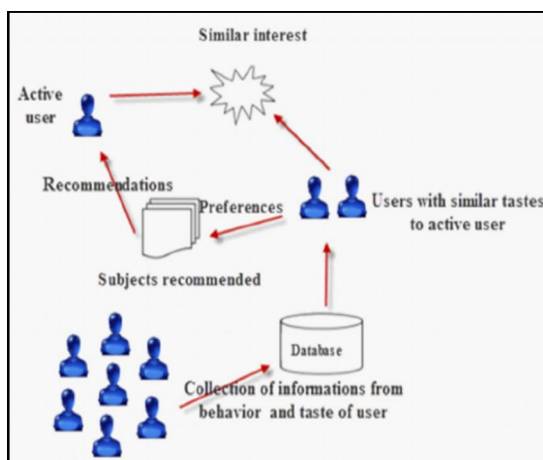 Similar interest
Active
user
Recommendations
Preferences
Users with similar tastes
to active user
Subjects recommended
Database
Collection of informations from
behavior and taste of user